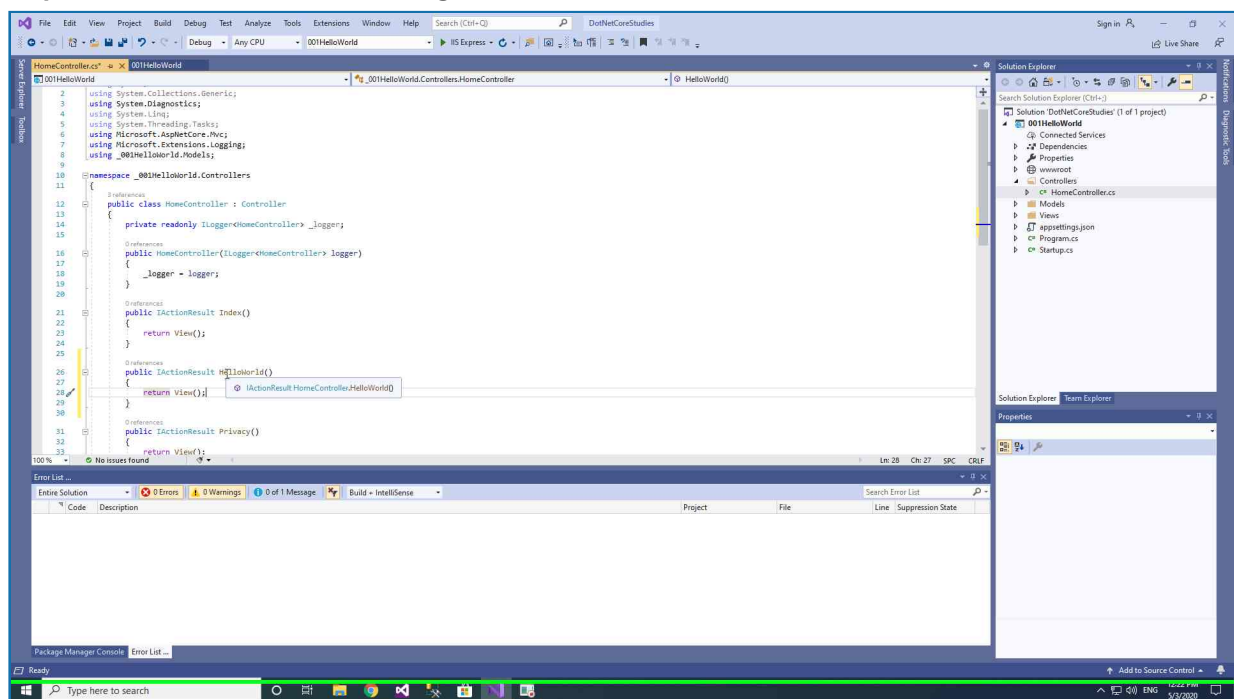 File Edit View Project Build Debug Test Analyze Tools Extensions Window Help Search (Ctrl+Q) DotNetCoreStudies Sign in
Debug Any CPU 001HelloWorld IIS Express Live Share
Server Explorer
Toolbox
HomeController.cs* 001HelloWorld
001HelloWorld _001HelloWorld.Controllers.HomeController HelloWorld()
2 using System.Collections.Generic;
3 using System.Diagnostics;
4 using System.Linq;
5 using System.Threading.Tasks;
6 using Microsoft.AspNetCore.Mvc;
7 using Microsoft.Extensions.Logging;
8 using _001HelloWorld.Models;
9
10 namespace _001HelloWorld.Controllers
11 {
3 references
12 public class HomeController : Controller
13 {
14 private readonly ILogger<HomeController> _logger;
15
0 references
16 public HomeController(ILogger<HomeController> logger)
17 {
18 _logger = logger;
19 }
20
0 references
21 public IActionResult Index()
22 {
23 return View();
24 }
25
0 references
26 public IActionResult HelloWorld()
27 {
IActionResult HomeController.HelloWorld()
28 return View();
29 }
30
0 references
31 public IActionResult Privacy()
32 {
33 return View();
100 % No issues found Ln: 28 Ch: 27 SPC CRLF
Error List ...
Entire Solution 0 Errors 0 Warnings 0 of 1 Message Build + IntelliSense Search Error List
Code Description Project File Line Suppression State
Package Manager Console Error List ...
Solution Explorer
Search Solution Explorer (Ctrl+;)
Solution 'DotNetCoreStudies' (1 of 1 project)
001HelloWorld
Connected Services
Dependencies
Properties
wwwroot
Controllers
C# HomeController.cs
Models
Views
appsettings.json
C# Program.cs
C# Startup.cs
Solution Explorer Team Explorer
Properties
Notifications
Diagnostic Tools
Ready Add to Source Control
Type here to search ENG 12:22 PM
5/3/2020